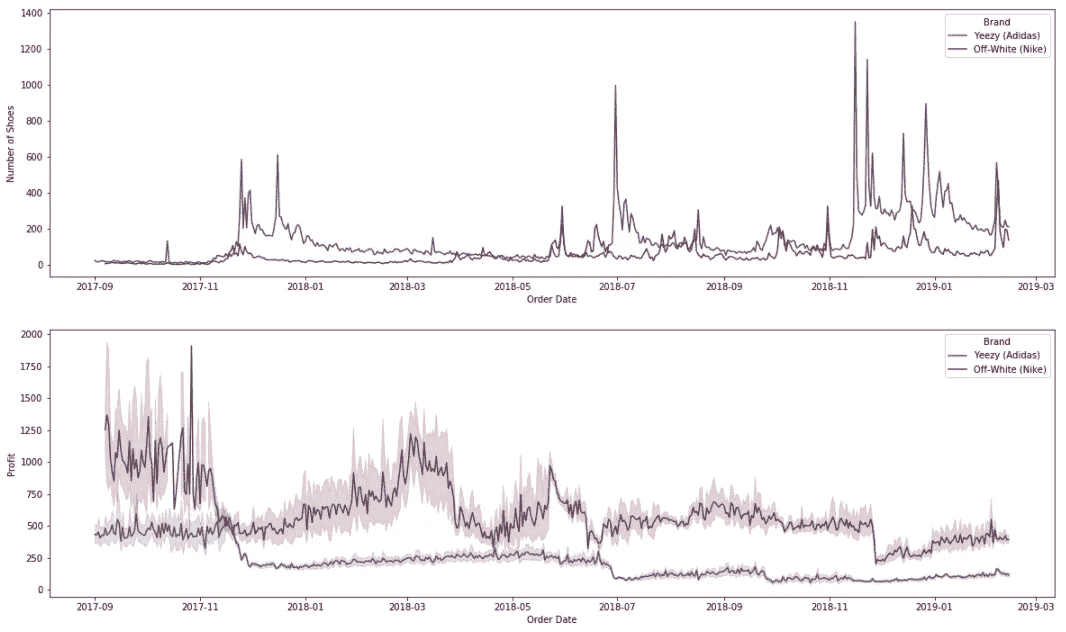 1400
1200
1000
800
600
400
200
0
Number of Shoes
Brand
Yeezy (Adidas)
Off-White (Nike)
2017-09 2017-11 2018-01 2018-03 2018-05 2018-07 2018-09 2018-11 2019-01 2019-03
Order Date
2000
1750
1500
1250
1000
750
500
250
0
Profit
Brand
Yeezy (Adidas)
Off-White (Nike)
2017-09 2017-11 2018-01 2018-03 2018-05 2018-07 2018-09 2018-11 2019-01 2019-03
Order Date